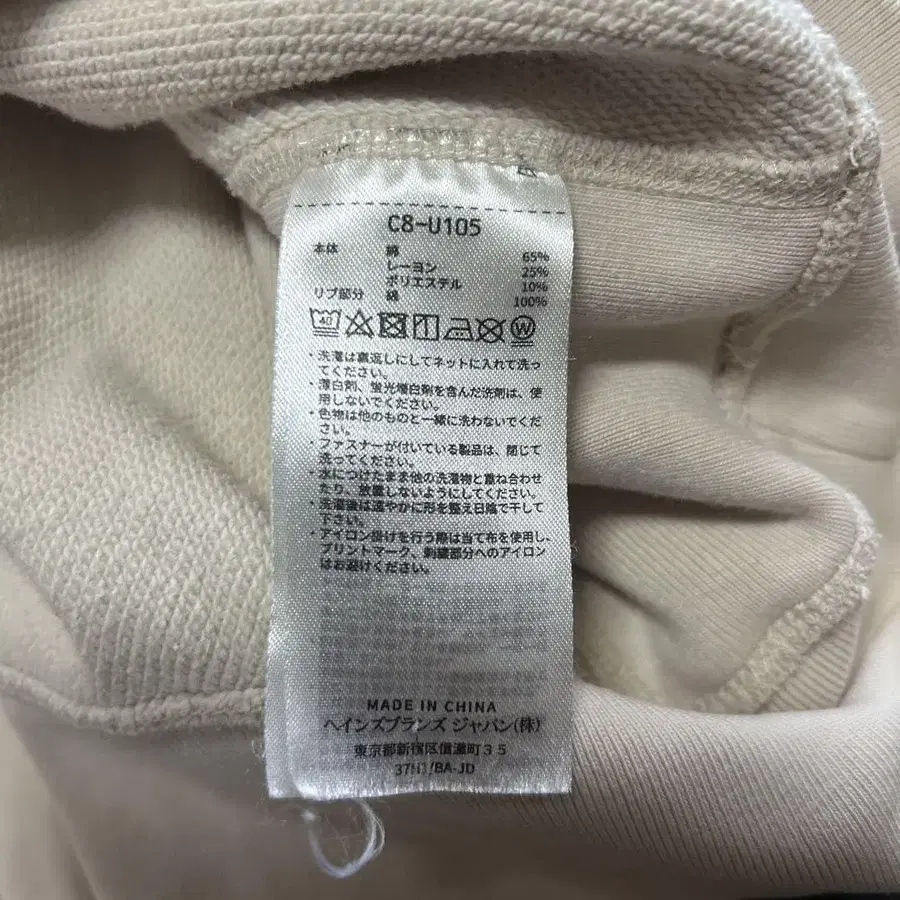 C8-U105
本体 綿 65%
レーヨン 25%
ポリエステル 10%
リブ部分 綿 100%
40 W
・洗濯は裏返しにしてネットに入れて洗っ
てください。
・漂白剤、蛍光増白剤を含んだ洗剤は、使
用しないでください。
・色物は他のものと一緒に洗わないでくだ
さい。
・ファスナーが付いている製品は、閉じて
洗ってください。
・水につけたまま他の洗濯物と重ね合わせ
たり、放置しないようにしてください。
・洗濯後は速やかに形を整え日陰で干して
下さい。
・アイロン掛けを行う際は当て布を使用し、
プリントマーク、刺繍部分へのアイロン
はお避けください。
MADE IN CHINA
ヘインズブランズ ジャパン(株)
東京都新宿区信濃町35
/BA-JD